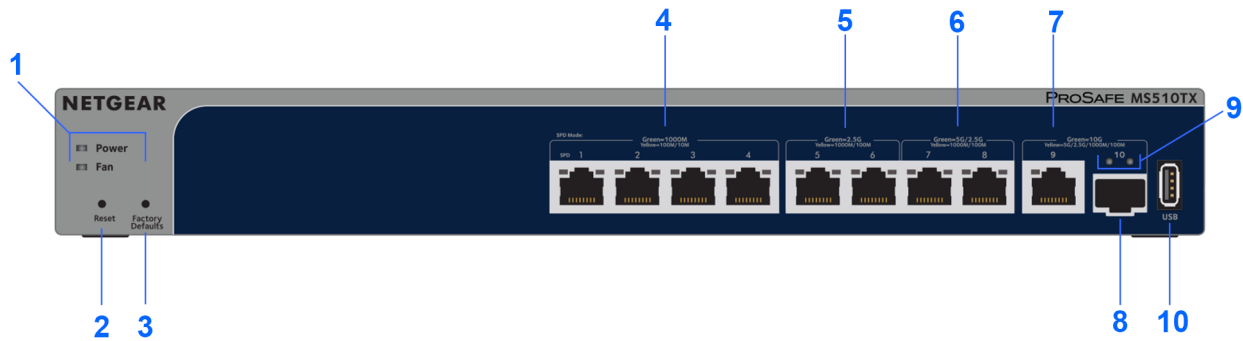 4
5
6
7
1
NETGEAR
PROSAFE MS510TX
9
SPD Mode:
Green=1000M
Yellow=100M/10M
Green=2.5G
Yellow=1000M/100M
Green=5G/2.5G
Yellow=1000M/100M
Green=10G
Yellow=5G/2.5G/1000M/100M
Power
Fan
SPD 1 2 3 4 5 6 7 8 9 10
Reset
Factory
Defaults
USB
2
3
8
10